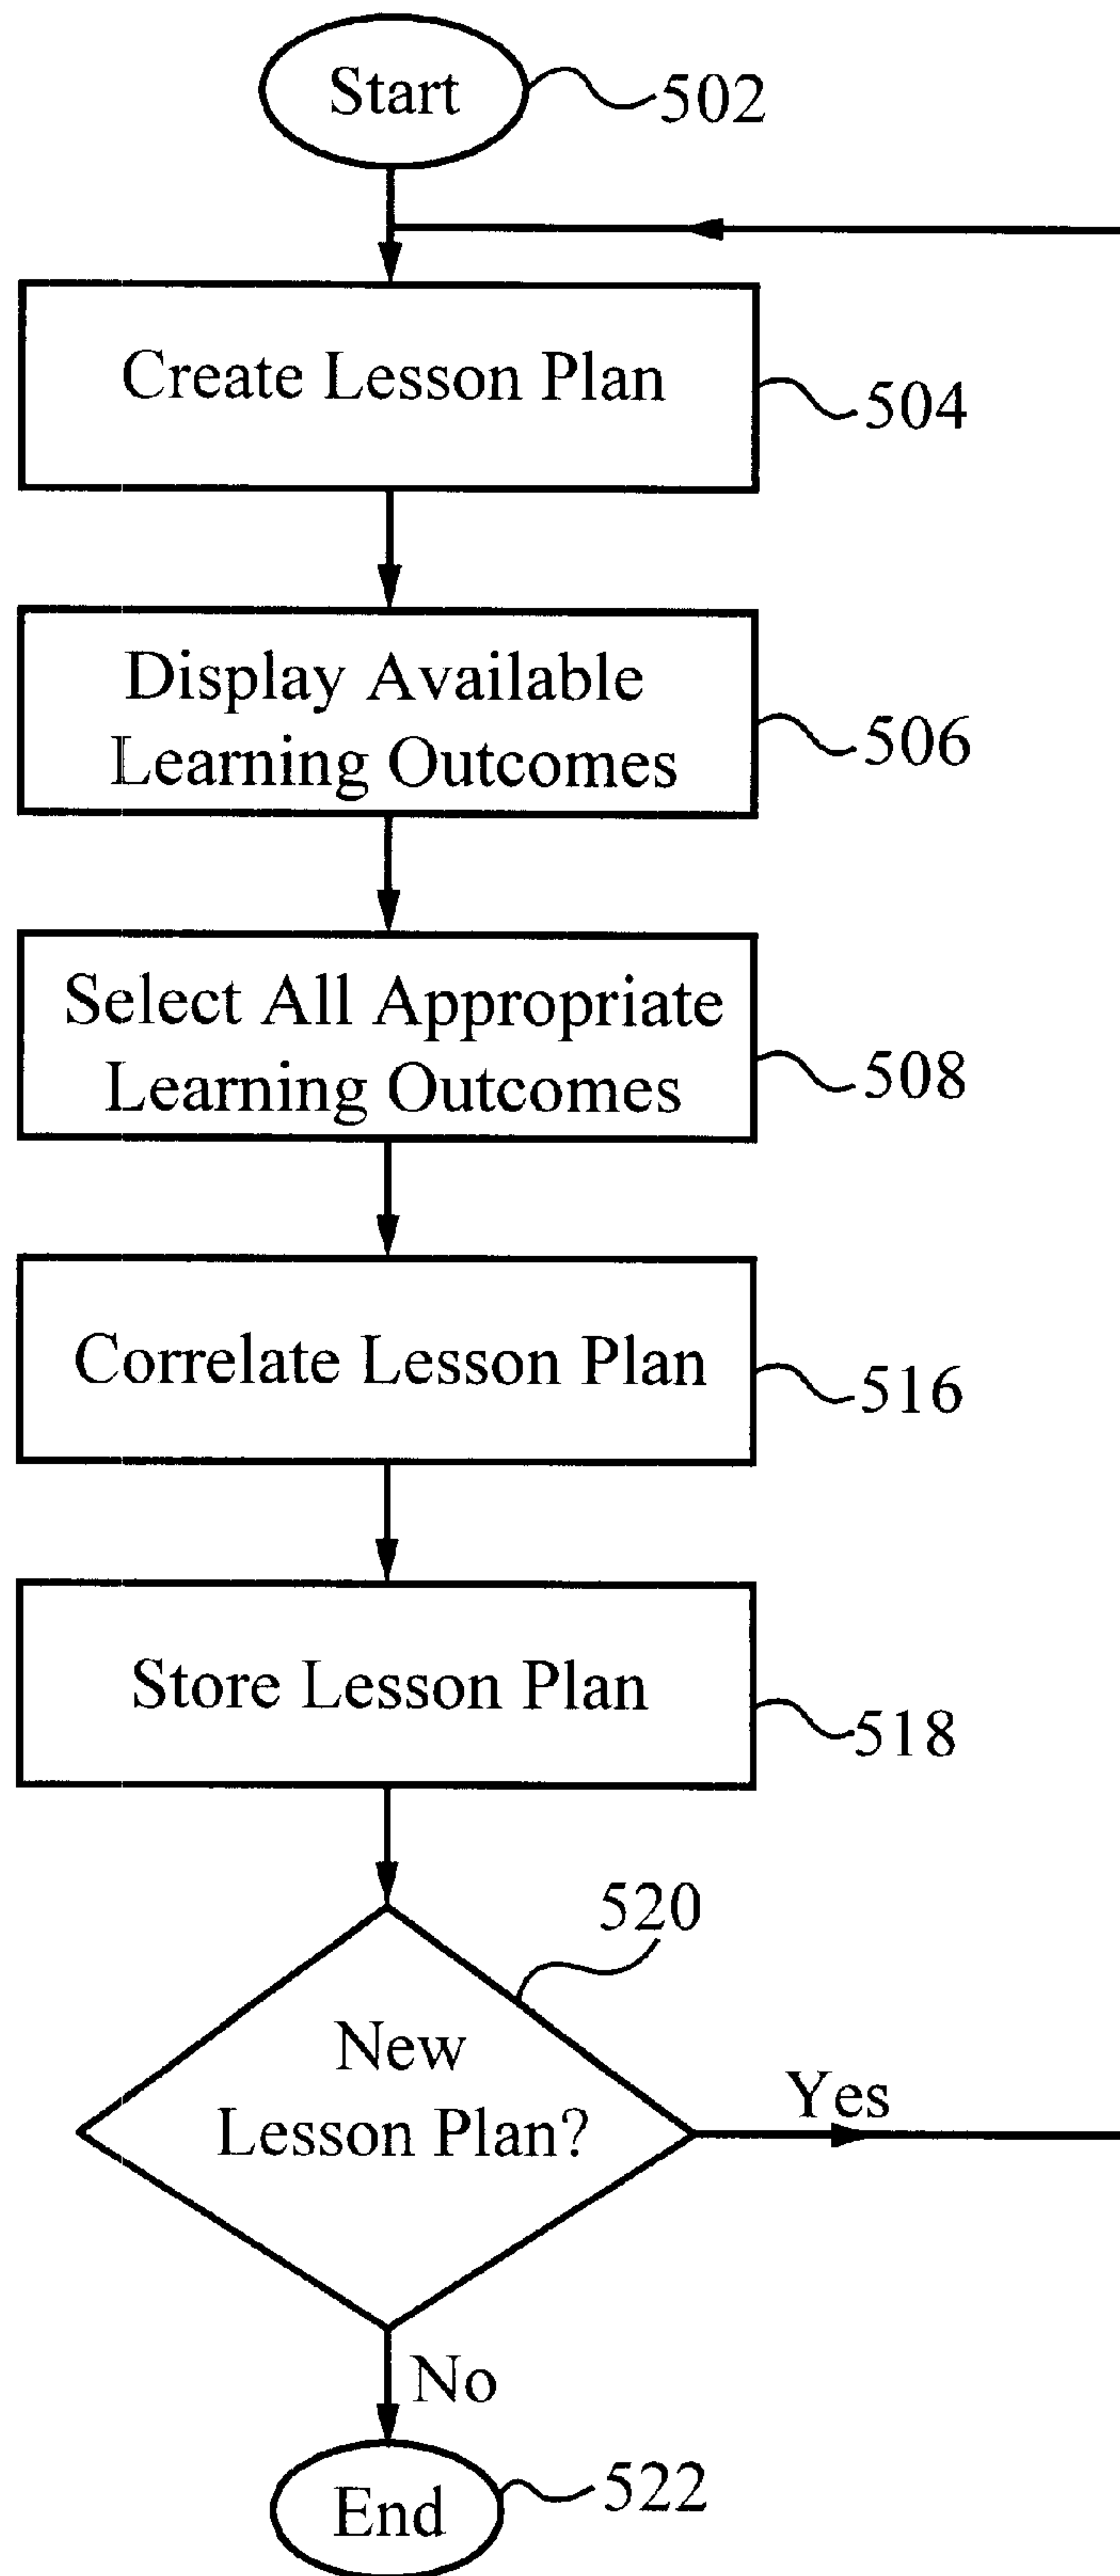 Start
502
Create Lesson Plan
504
Display Available
Learning Outcomes
506
Select All Appropriate
Learning Outcomes
508
Correlate Lesson Plan
516
Store Lesson Plan
518
520
New
Lesson Plan?
Yes
No
End
522